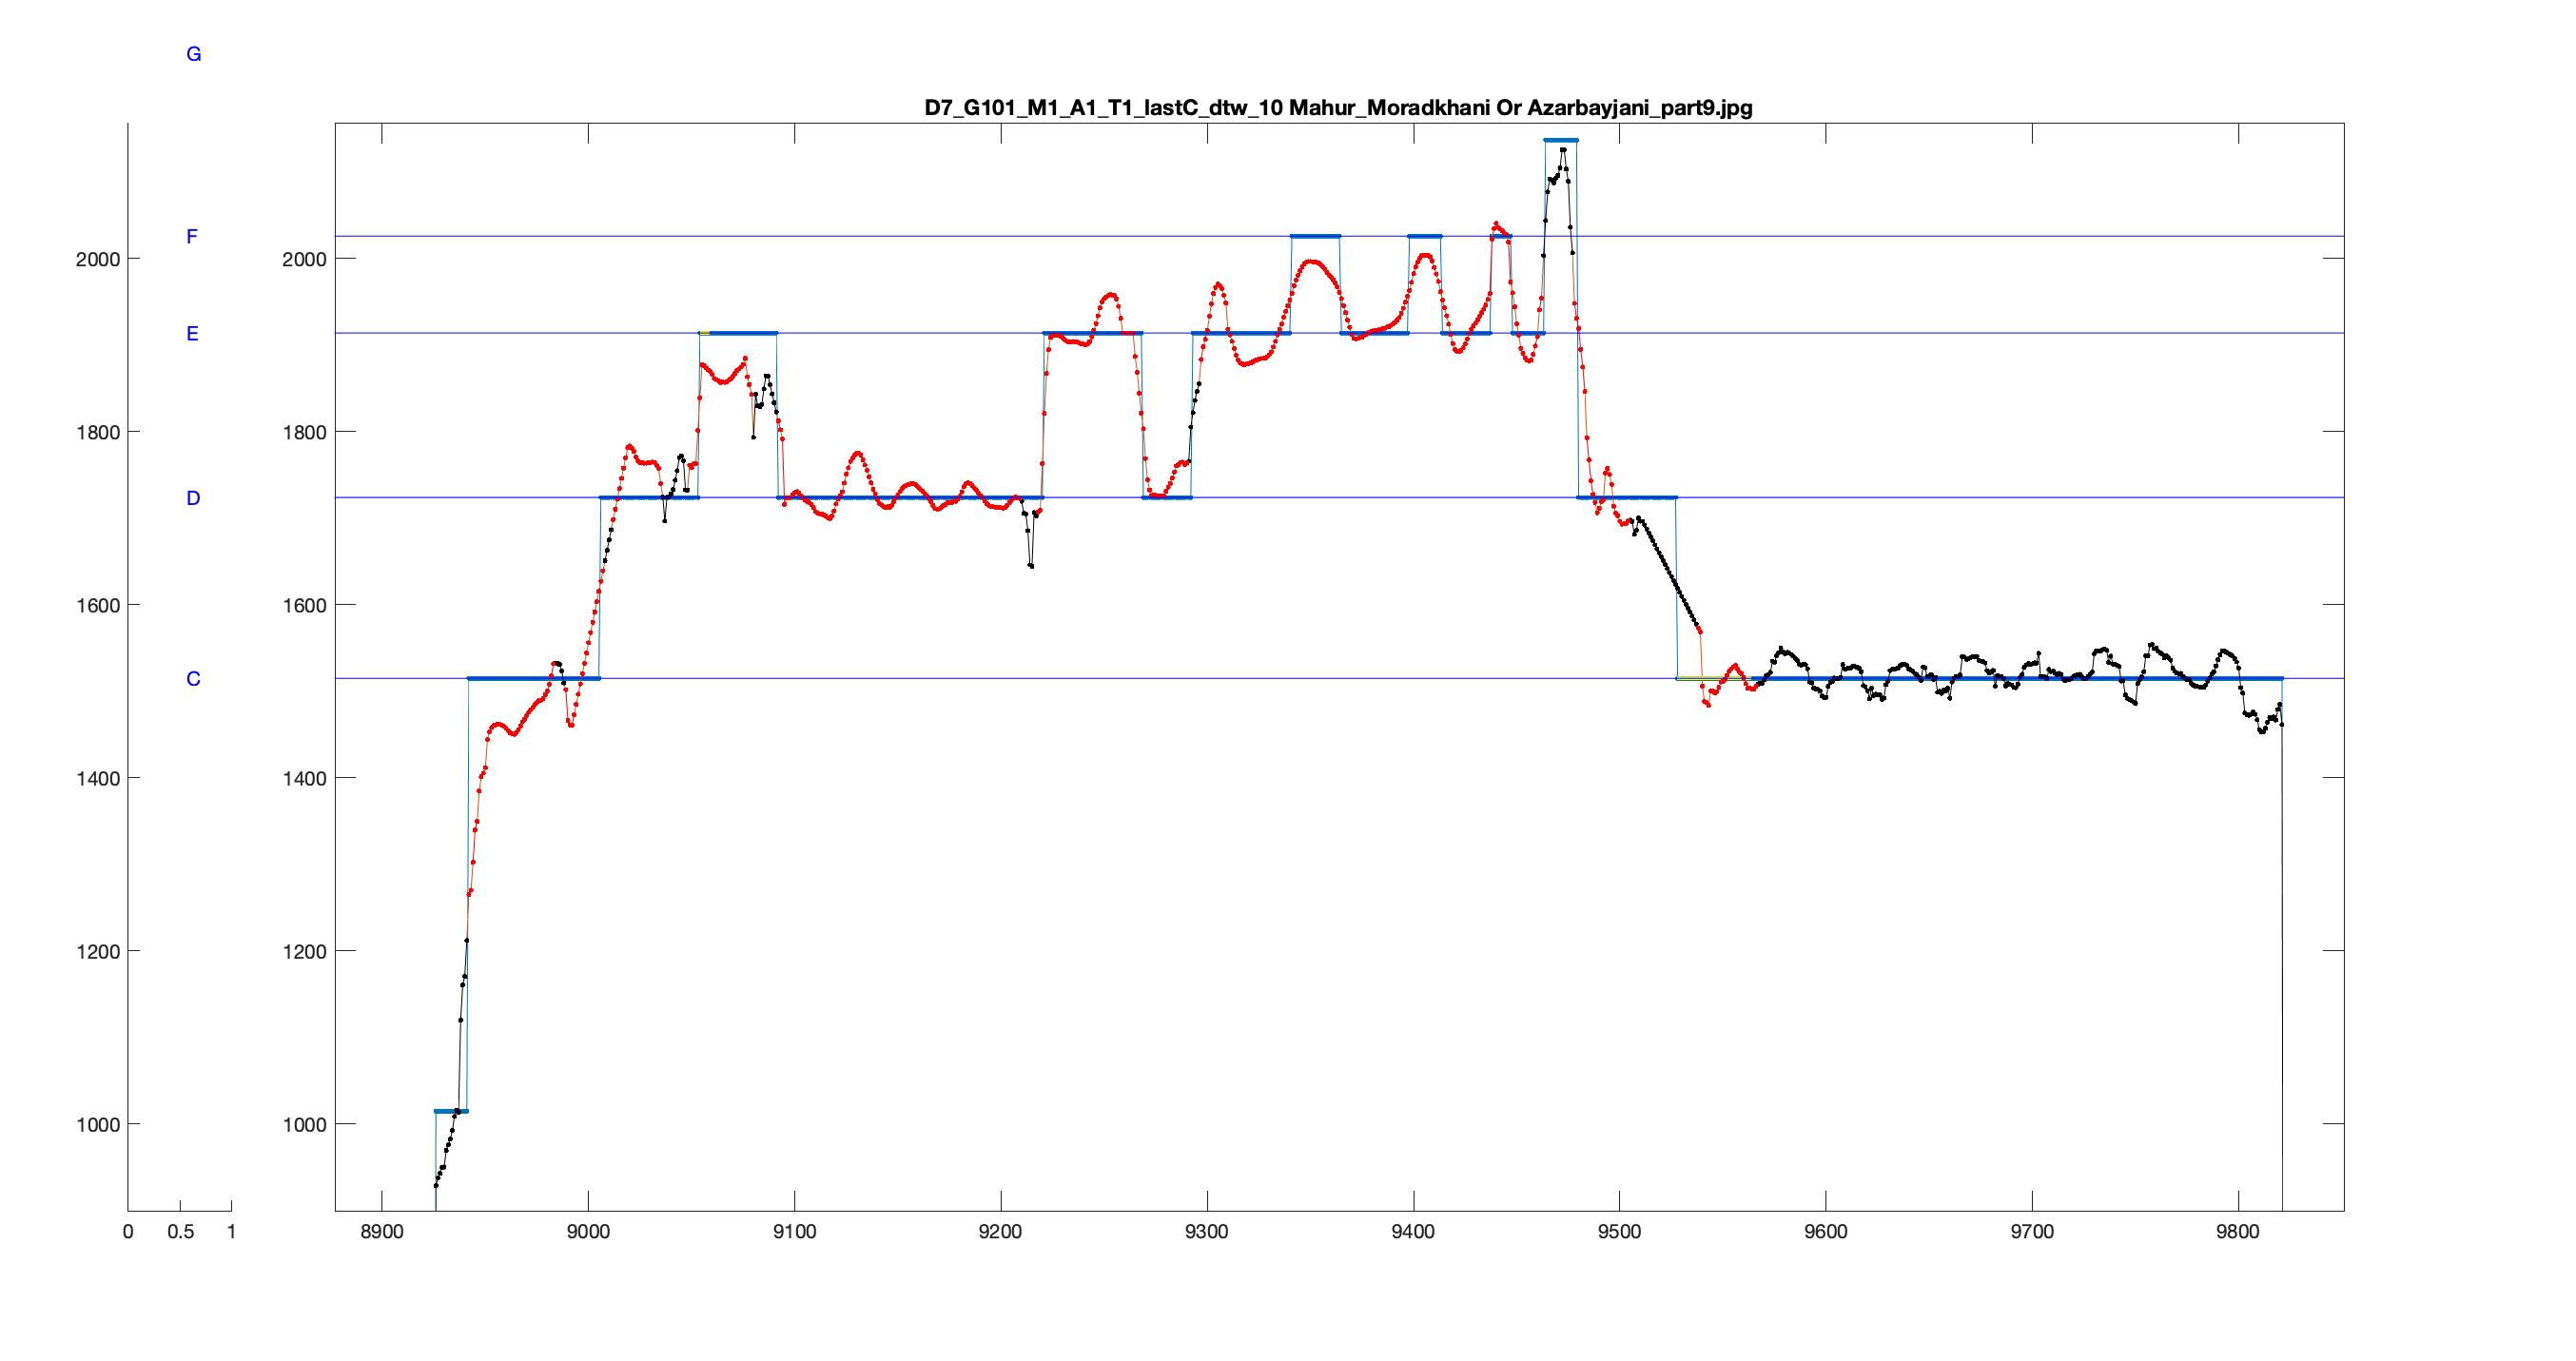 G
D7_G101_M1_A1_T1_lastC_dtw_10 Mahur_Moradkhani Or Azarbayjani_part9.jpg
F
2000 2000
E
D
1800 1800
1600 1600
C
1400 1400
1200 1200
1000 1000
0 0.5 1 8900 9000 9100 9200 9300 9400 9500 9600 9700 9800